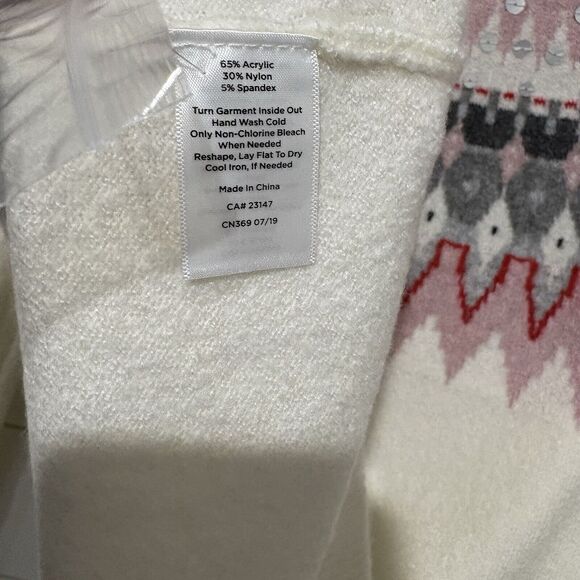 65% Acrylic
30% Nylon
5% Spandex
Turn Garment Inside Out
Hand Wash Cold
Only Non-Chlorine Bleach
When Needed
Reshape, Lay Flat To Dry
Cool Iron, If Needed
Made In China
CA# 23147
CN369 07/19